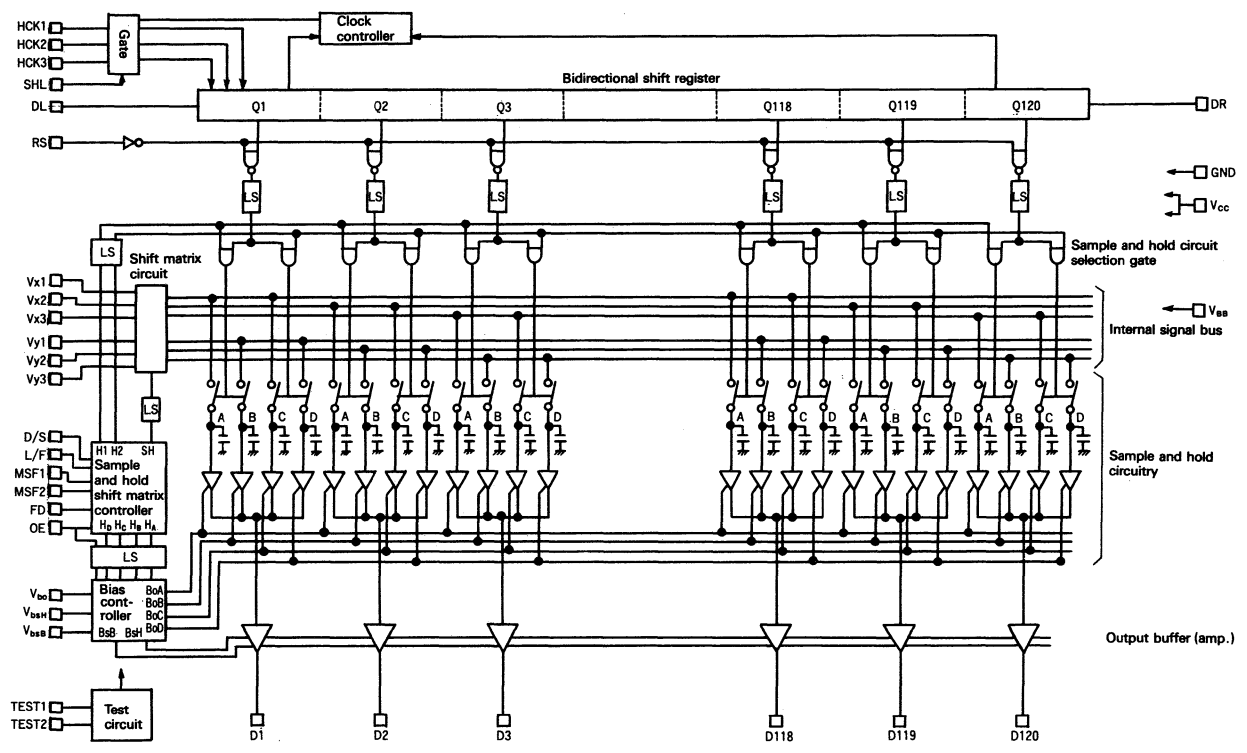 HCK1
HCK2
HCK3
SHL
DL
RS
Gate
Clock
controller
Bidirectional shift register
Q1
Q2
Q3
Q118
Q119
Q120
DR
GND
Vcc
LS
LS
LS
LS
LS
LS
LS
Shift matrix
circuit
Sample and hold circuit
selection gate
Vx1
Vx2
Vx3
Vy1
Vy2
Vy3
VBB
Internal signal bus
LS
A
B
C
D
A
B
C
D
A
B
C
D
A
B
C
D
A
B
C
D
A
B
C
D
D/S
L/F
MSF1
MSF2
FD
OE
H1 H2
SH
Sample
and hold
shift matrix
controller
HD HC HB HA
Sample and hold
circuitry
LS
Vbo
VbsH
VbsB
Bias
cont-
roller
BoA
BoB
BoC
BoD
BsB
BsH
Output buffer (amp.)
TEST1
TEST2
Test
circuit
D1
D2
D3
D118
D119
D120